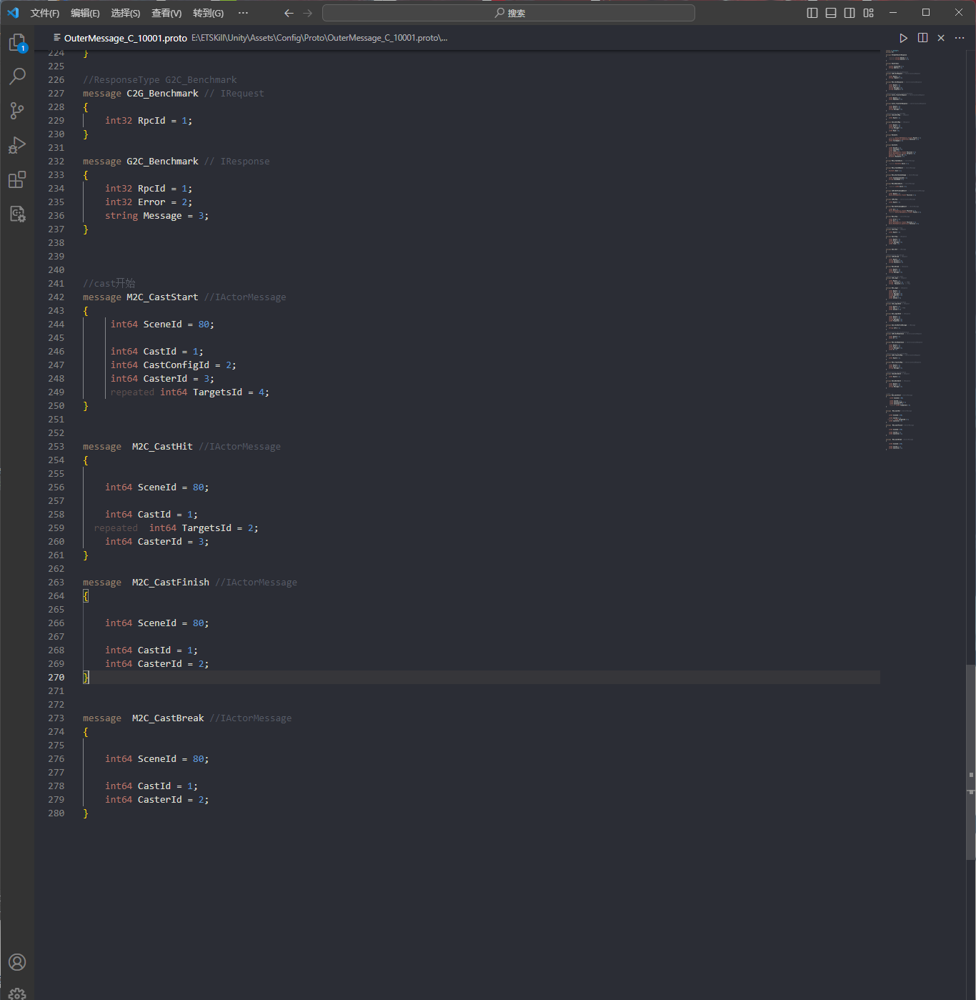 文件(F) 编辑(E) 选择(S) 查看(V) 转到(G) ··· 搜索
OuterMessage_C_10001.proto E:\ETSKill\Unity\Assets\Config\Proto\OuterMessage_C_10001.proto\...
1
224 }
225
226 //ResponseType G2C_Benchmark
227 message C2G_Benchmark // IRequest
228 {
229 int32 RpcId = 1;
230 }
231
232 message G2C_Benchmark // IResponse
233 {
234 int32 RpcId = 1;
235 int32 Error = 2;
236 string Message = 3;
237 }
238
239
240
241 //cast开始
242 message M2C_CastStart //IActorMessage
243 {
244 int64 SceneId = 80;
245
246 int64 CastId = 1;
247 int64 CastConfigId = 2;
248 int64 CasterId = 3;
249 repeated int64 TargetsId = 4;
250 }
251
252
253 message  M2C_CastHit //IActorMessage
254 {
255
256 int64 SceneId = 80;
257
258 int64 CastId = 1;
259 repeated  int64 TargetsId = 2;
260 int64 CasterId = 3;
261 }
262
263 message  M2C_CastFinish //IActorMessage
264 {
265
266 int64 SceneId = 80;
267
268 int64 CastId = 1;
269 int64 CasterId = 2;
270 }
271
272
273 message  M2C_CastBreak //IActorMessage
274 {
275
276 int64 SceneId = 80;
277
278 int64 CastId = 1;
279 int64 CasterId = 2;
280 }